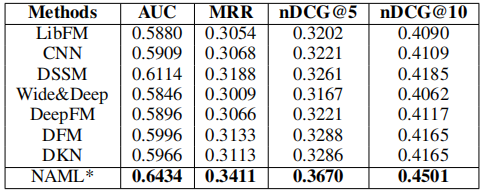 Methods AUC MRR nDCG@5 nDCG@10
LibFM 0.5880 0.3054 0.3202 0.4090
CNN 0.5909 0.3068 0.3221 0.4109
DSSM 0.6114 0.3188 0.3261 0.4185
Wide&Deep 0.5846 0.3009 0.3167 0.4062
DeepFM 0.5896 0.3066 0.3221 0.4117
DFM 0.5996 0.3133 0.3288 0.4165
DKN 0.5966 0.3113 0.3286 0.4165
NAML* 0.6434 0.3411 0.3670 0.4501